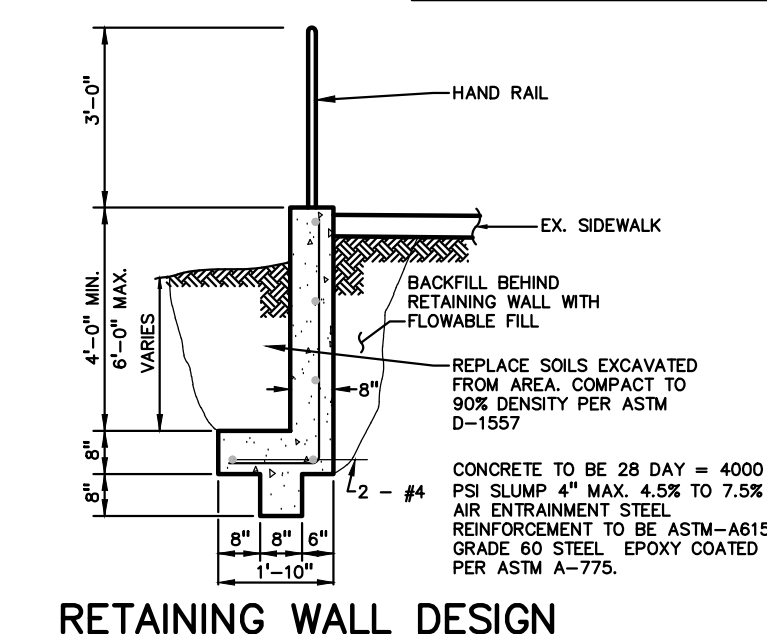 3'-0"
HAND RAIL
EX. SIDEWALK
4'-0" MIN.
6'-0" MAX.
VARIES
BACKFILL BEHIND
RETAINING WALL WITH
FLOWABLE FILL
REPLACE SOILS EXCAVATED
FROM AREA. COMPACT TO
90% DENSITY PER ASTM
D-1557
8"
8"
8"
2 - #4
CONCRETE TO BE 28 DAY = 4000
PSI SLUMP 4" MAX. 4.5% TO 7.5%
AIR ENTRAINMENT STEEL
REINFORCEMENT TO BE ASTM-A615
GRADE 60 STEEL EPOXY COATED
PER ASTM A-775.
8" 8" 6"
1'-10"
RETAINING WALL DESIGN